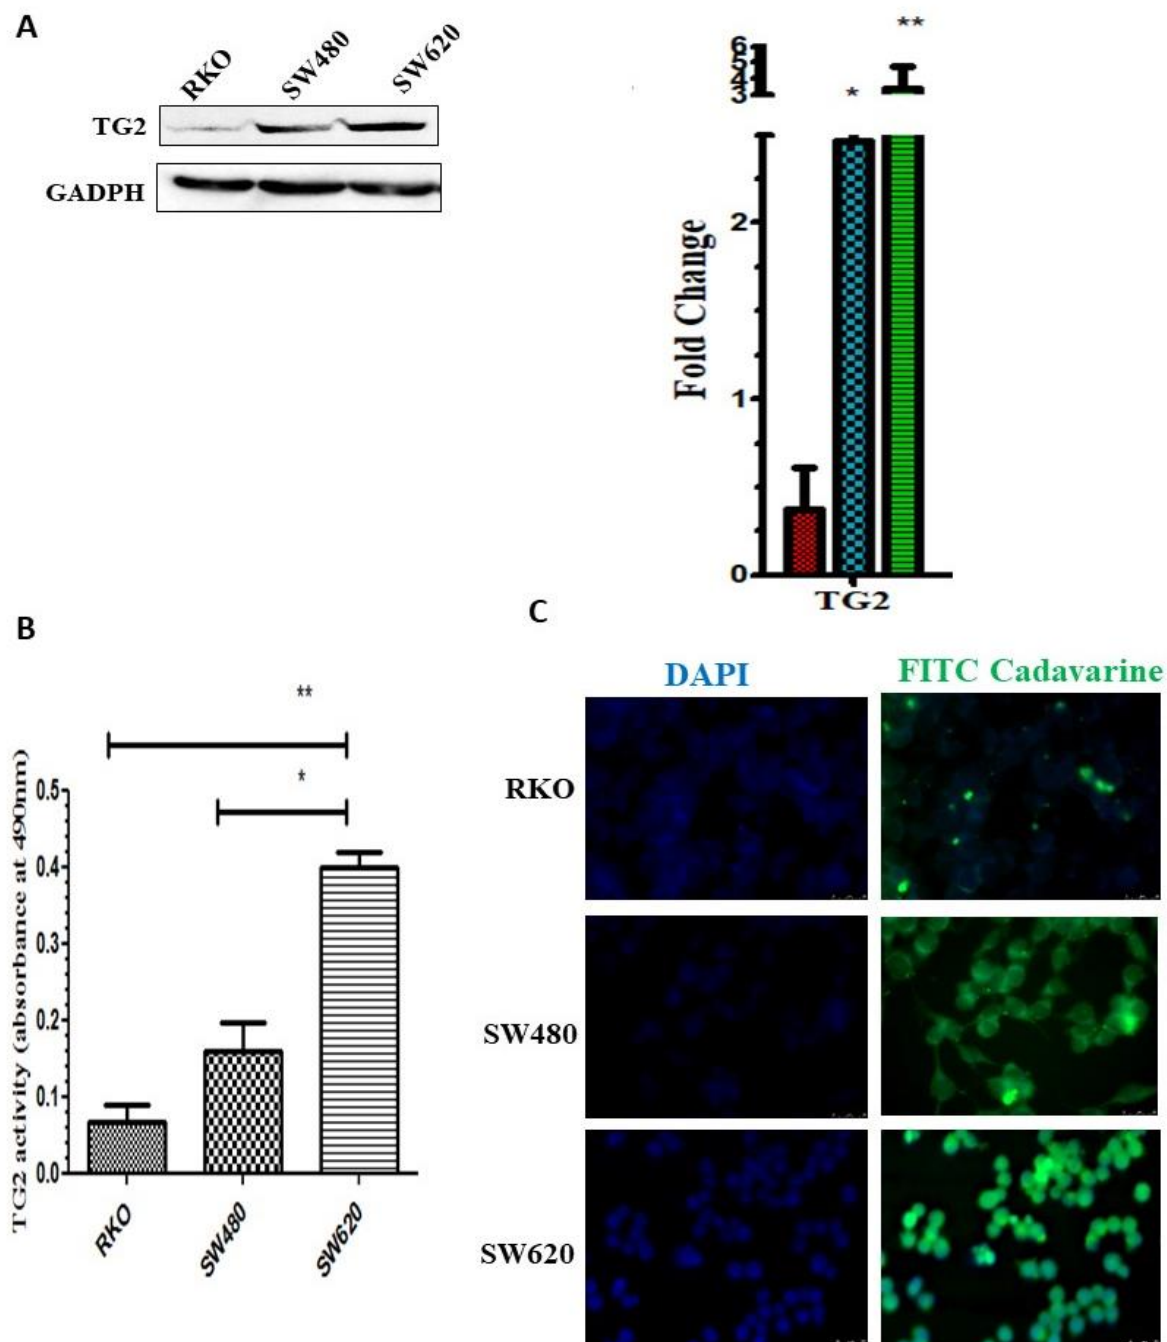 A
RKO
SW480
SW620
TG2
GADPH
**
*
6
5
4
3
2
1
0
Fold Change
TG2
B
**
*
TG2 activity (absorbance at 490nm)
0.5
0.4
0.3
0.2
0.1
0.0
RKO
SW480
SW620
C
DAPI
FITC Cadavarine
RKO
SW480
SW620